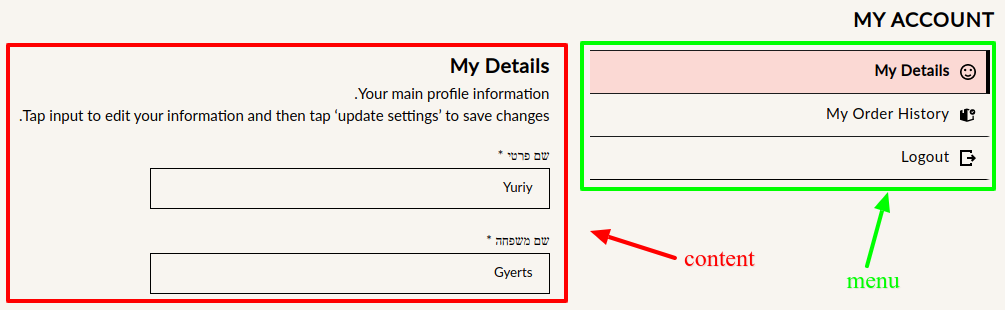 MY ACCOUNT
My Details
My Order History
Logout
menu
My Details
.Your main profile information
.Tap input to edit your information and then tap ‘update settings’ to save changes
שם פרטי *
Yuriy
שם משפחה *
Gyerts
content